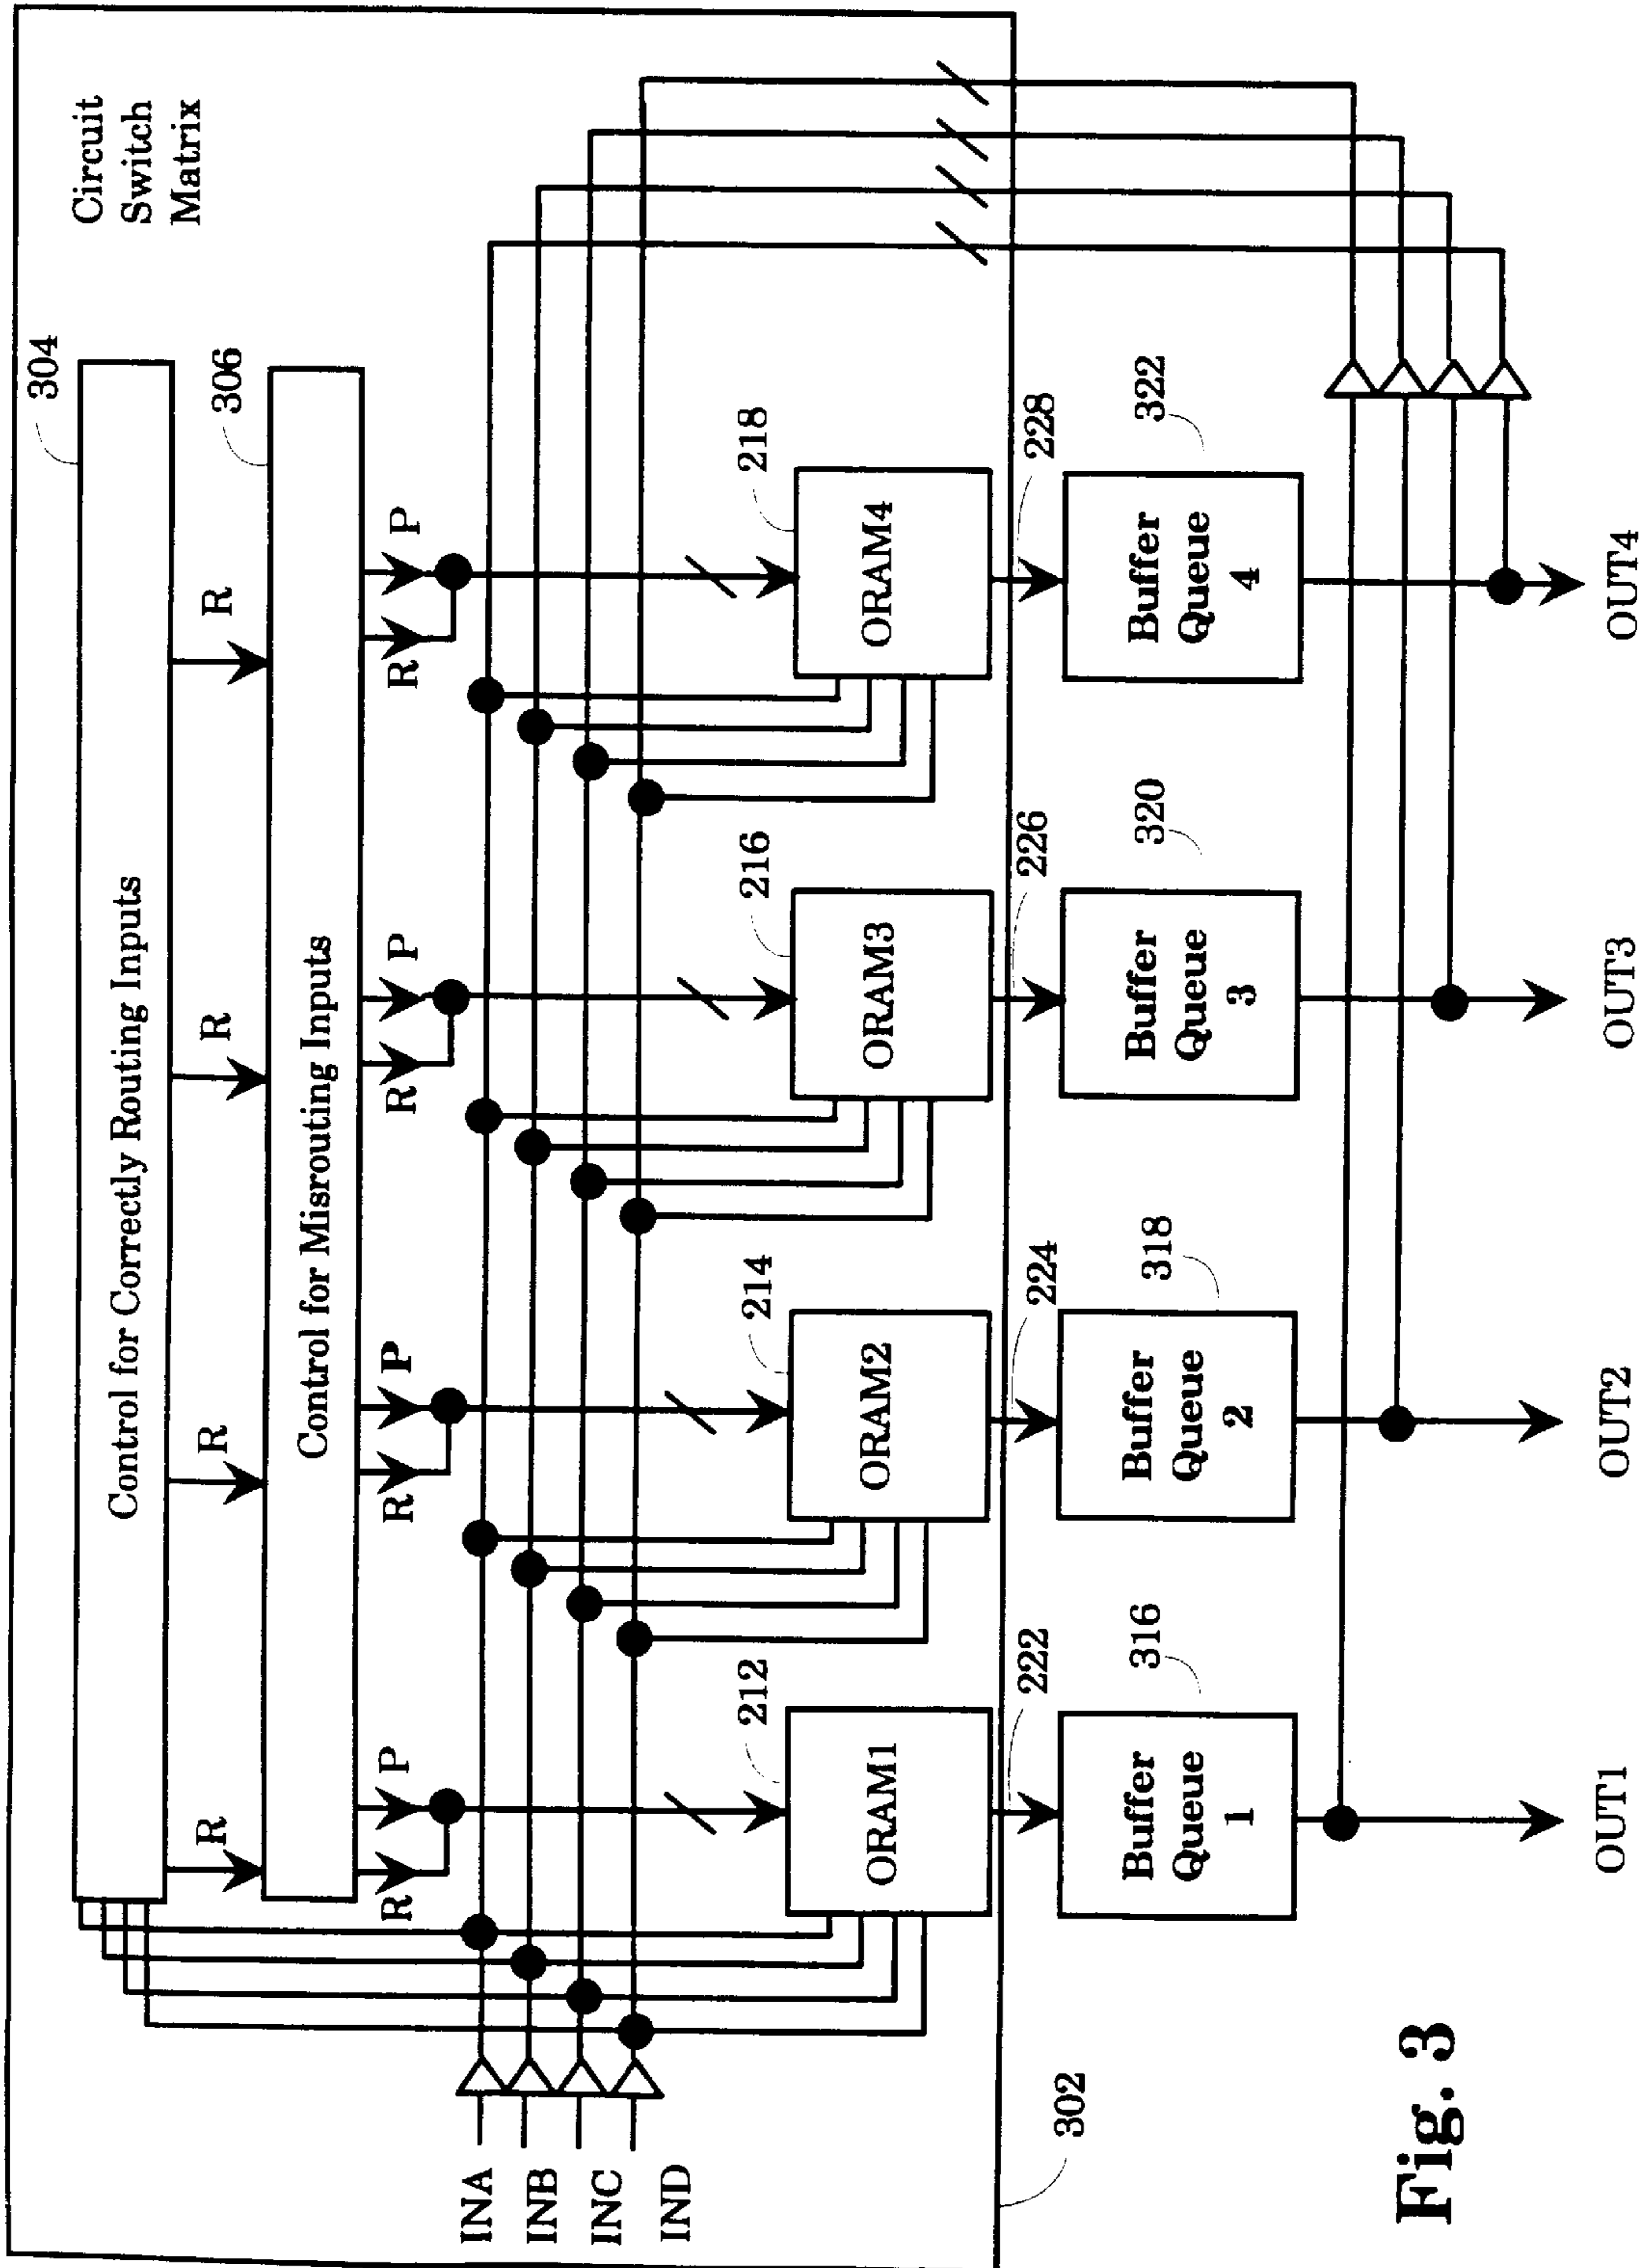 Circuit
Switch
Matrix
304
Control for Correctly Routing Inputs
R
R
R
R
306
Control for Misrouting Inputs
R
P
R
P
R
P
R
P
INA
INB
INC
IND
212
ORAM1
214
ORAM2
216
ORAM3
218
ORAM4
302
222
224
226
228
316
Buffer
Queue
1
318
Buffer
Queue
2
320
Buffer
Queue
3
322
Buffer
Queue
4
OUT1
OUT2
OUT3
OUT4
Fig. 3